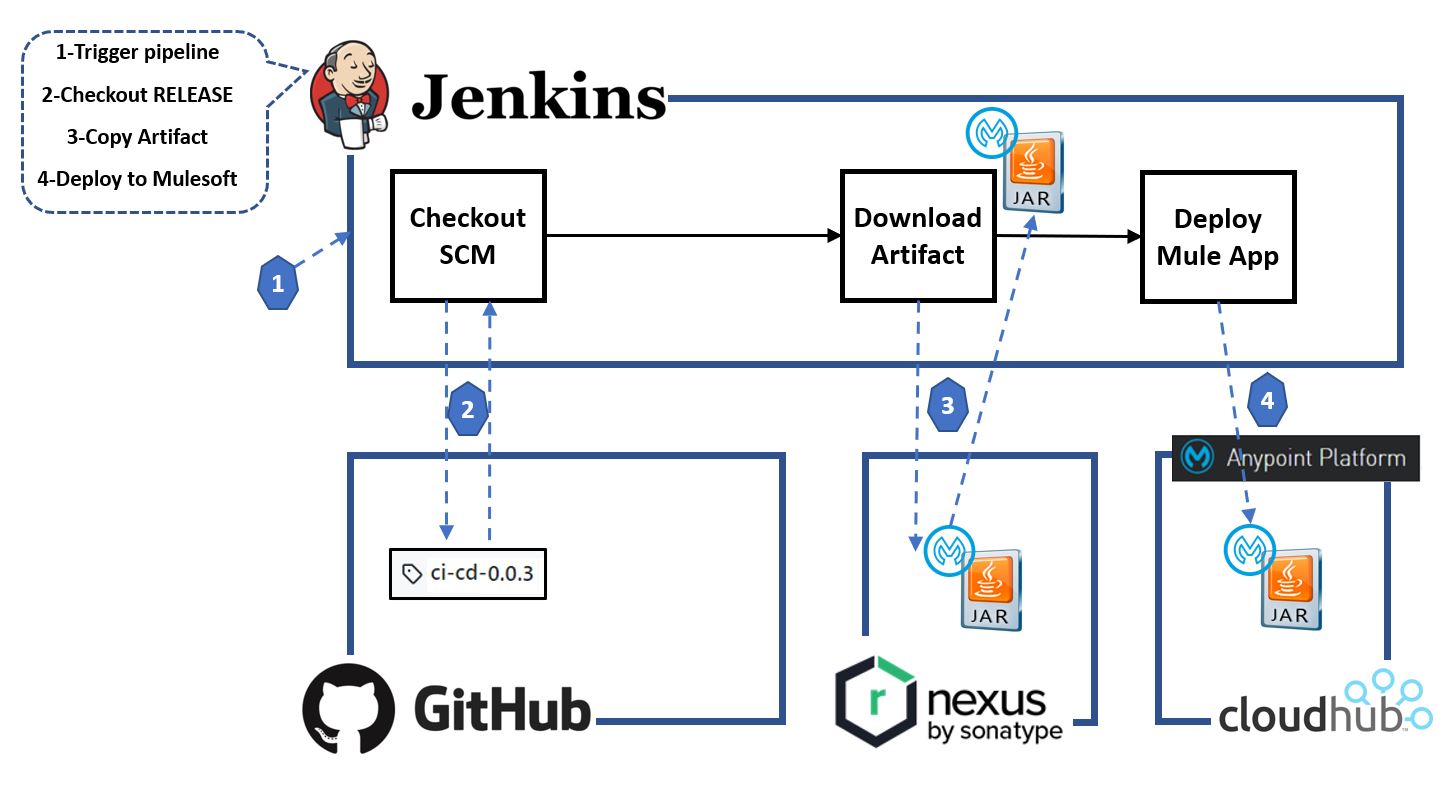 1-Trigger pipeline
2-Checkout RELEASE
3-Copy Artifact
4-Deploy to Mulesoft
Jenkins
JAR
Checkout
SCM
Download
Artifact
Deploy
Mule App
1
2
3
4
Anypoint Platform
ci-cd-0.0.3
JAR
JAR
GitHub
r
nexus
by sonatype
cloudhub™